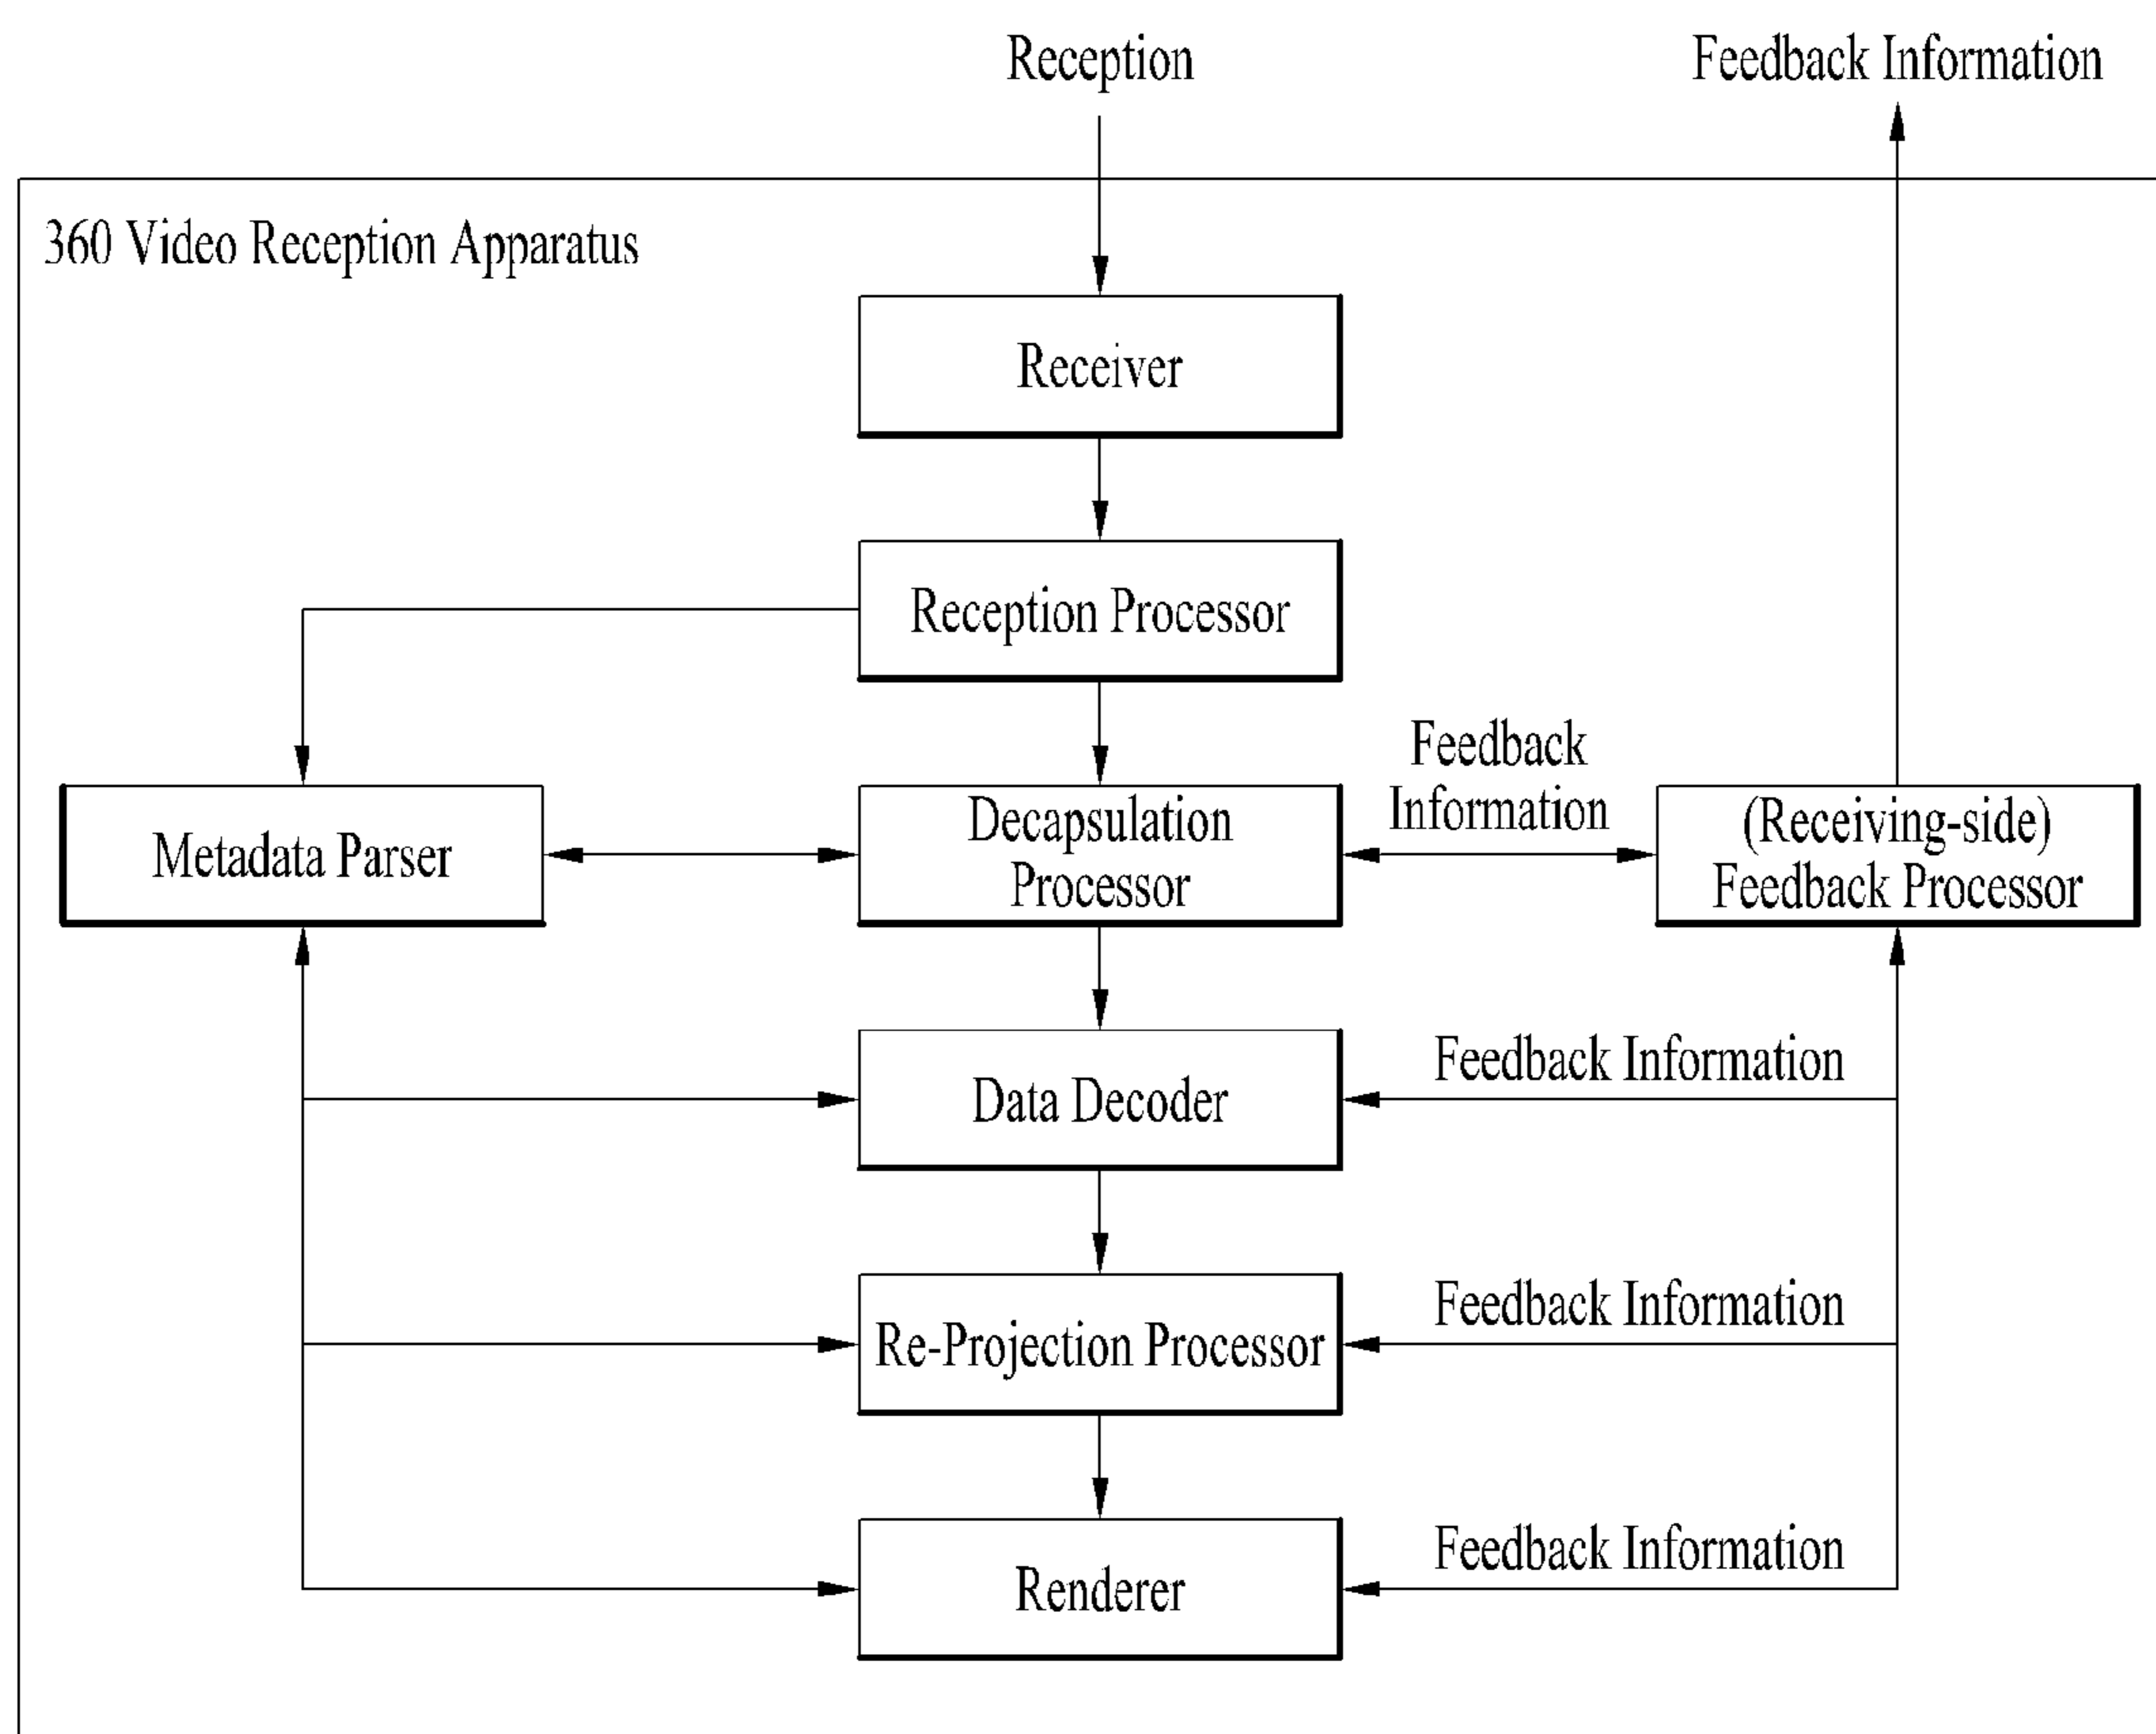 Reception
Feedback Information
360 Video Reception Apparatus
Receiver
Reception Processor
Feedback
Information
Metadata Parser
Decapsulation
Processor
(Receiving-side)
Feedback Processor
Data Decoder
Feedback Information
Re-Projection Processor
Feedback Information
Renderer
Feedback Information